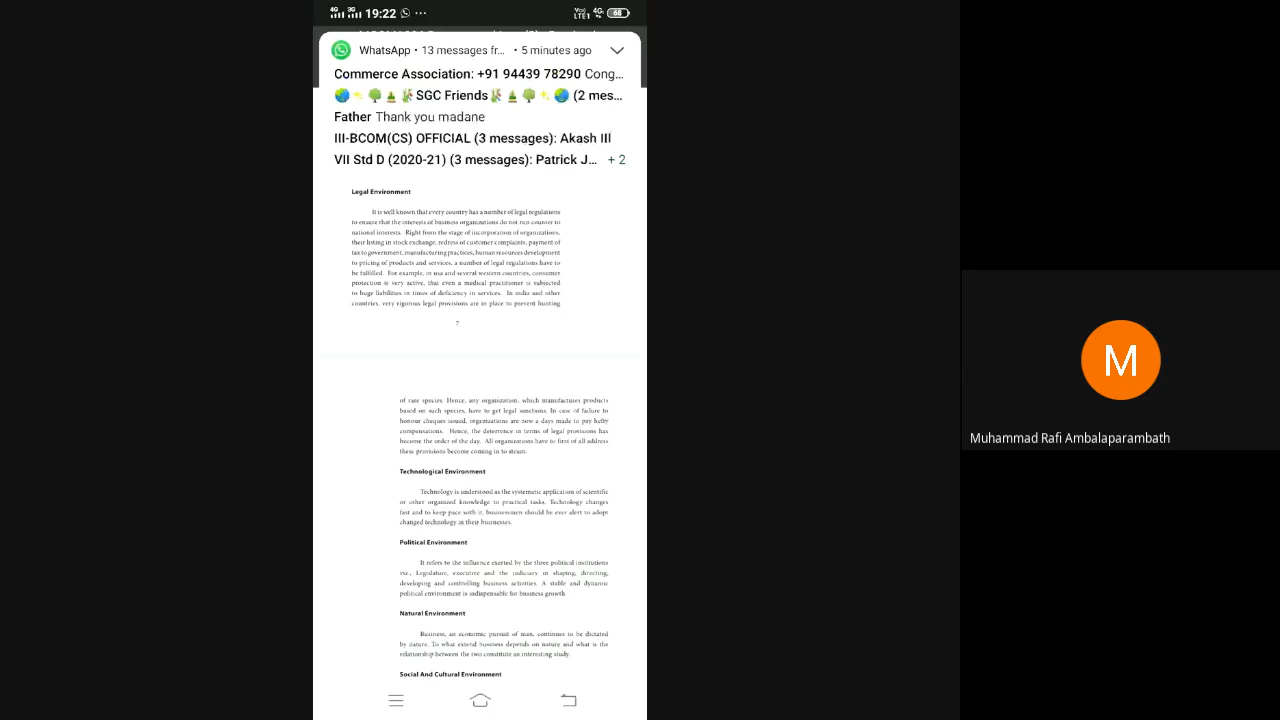 4G 3G 19:22 ...
VoD LTE1 4G 68
WhatsApp • 13 messages fr... • 5 minutes ago
Commerce Association: +91 94439 78290 Cong...
SGC Friends (2 mes...
Father Thank you madane
III-BCOM(CS) OFFICIAL (3 messages): Akash III
VII Std D (2020-21) (3 messages): Patrick J... + 2
Legal Environment
It is well known that every country has a number of legal regulations
to ensure that the interests of business organizations do not run counter to
national interests. Right from the stage of incorporation of organizations,
their listing in stock exchange, redress of customer complaints, payment of
tax to government, manufacturing practices, human resources development
to pricing of products and services, a number of legal regulations have to
be fulfilled. For example, in usa and several western countries, consumer
protection is very active, that even a medical practitioner is subjected
to huge liabilities in times of deficiency in services. In india and other
countries, very rigorous legal provisions are in place to prevent hunting
7
of rare species. Hence, any organization, which manufactures products
based on such species, have to get legal sanctions. In case of failure to
honour cheques issued, organizations are now a days made to pay hefty
compensations. Hence, the deterrence in terms of legal provisions has
become the order of the day. All organizations have to first of all address
these provisions become coming in to steam.
Technological Environment
Technology is understood as the systematic application of scientific
or other organized knowledge to practical tasks. Technology changes
fast and to keep pace with it, businessmen should be ever alert to adopt
changed technology in their businesses.
Political Environment
It refers to the influence exerted by the three political institutions
viz., Legislature, executive and the judiciary in shaping, directing,
developing and controlling business activities. A stable and dynamic
political environment is indispensable for business growth
Natural Environment
Business, an economic pursuit of man, continues to be dictated
by nature. To what extend business depends on nature and what is the
relationship between the two constitute an interesting study.
Social And Cultural Environment
M
Muhammad Rafi Ambalaparambath